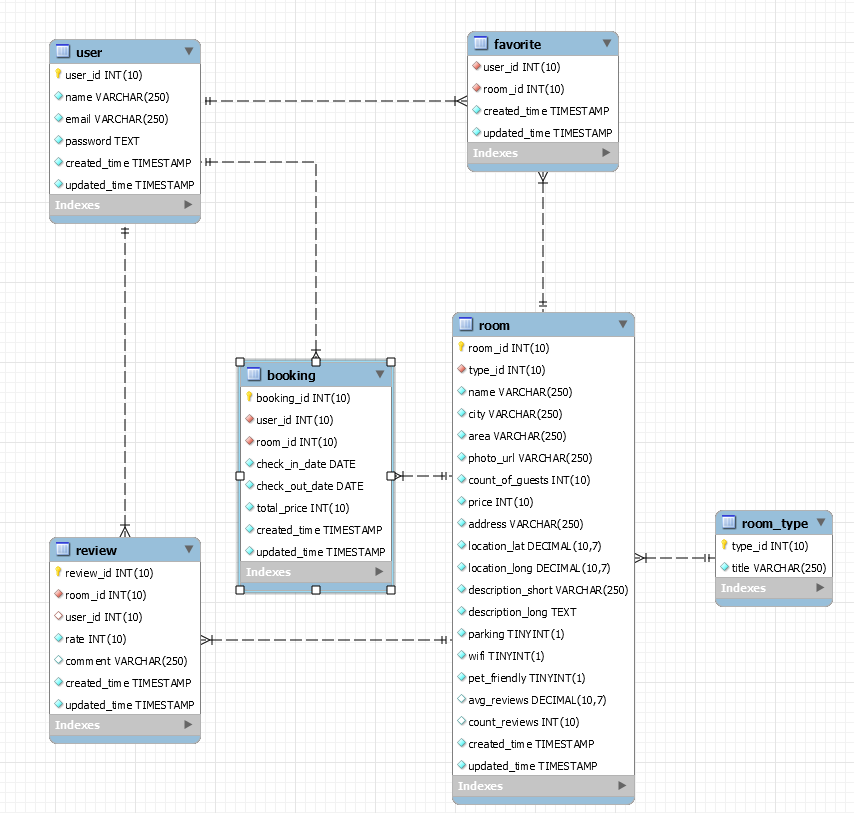 user
user_id INT(10)
name VARCHAR(250)
email VARCHAR(250)
password TEXT
created_time TIMESTAMP
updated_time TIMESTAMP
Indexes
favorite
user_id INT(10)
room_id INT(10)
created_time TIMESTAMP
updated_time TIMESTAMP
Indexes
booking
booking_id INT(10)
user_id INT(10)
room_id INT(10)
check_in_date DATE
check_out_date DATE
total_price INT(10)
created_time TIMESTAMP
updated_time TIMESTAMP
Indexes
room
room_id INT(10)
type_id INT(10)
name VARCHAR(250)
city VARCHAR(250)
area VARCHAR(250)
photo_url VARCHAR(250)
count_of_guests INT(10)
price INT(10)
address VARCHAR(250)
location_lat DECIMAL(10,7)
location_long DECIMAL(10,7)
description_short VARCHAR(250)
description_long TEXT
parking TINYINT(1)
wifi TINYINT(1)
pet_friendly TINYINT(1)
avg_reviews DECIMAL(10,7)
count_reviews INT(10)
created_time TIMESTAMP
updated_time TIMESTAMP
Indexes
room_type
type_id INT(10)
title VARCHAR(250)
Indexes
review
review_id INT(10)
room_id INT(10)
user_id INT(10)
rate INT(10)
comment VARCHAR(250)
created_time TIMESTAMP
updated_time TIMESTAMP
Indexes